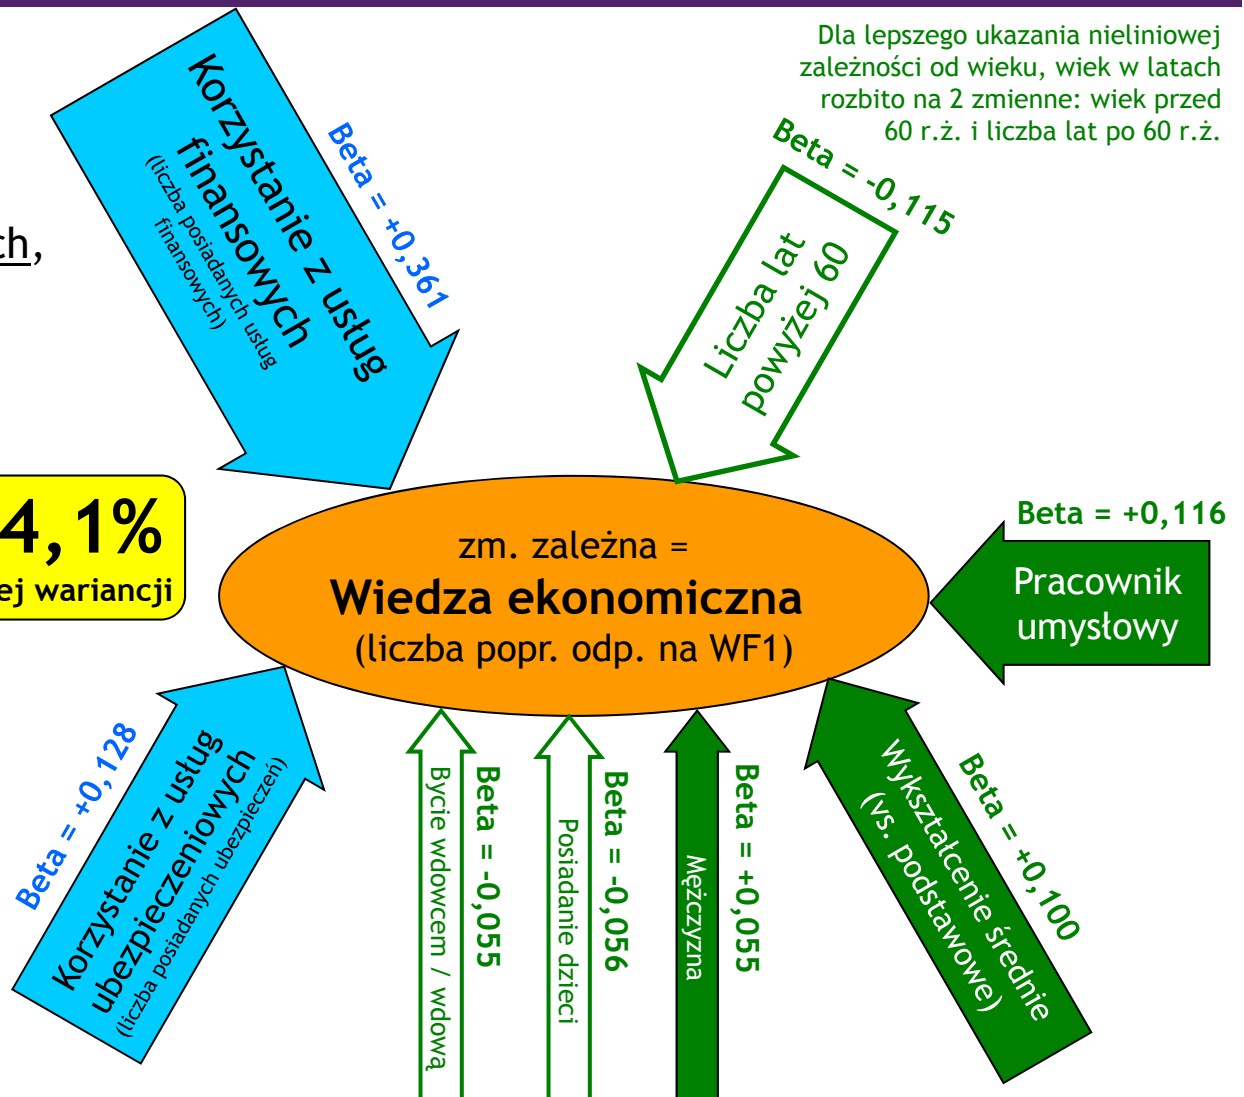 Dla lepszego ukazania nieliniowej
zależności od wieku, wiek w latach
rozbito na 2 zmienne: wiek przed
60 r.ż. i liczba lat po 60 r.ż.
Korzystanie z usług
finansowych
(liczba posiadanych usług
finansowych)
Beta = +0,361
Beta = -0,115
Liczba lat
powyżej 60
ch,
4,1%
ej wariancji
zm. zależna =
Wiedza ekonomiczna
(liczba popr. odp. na WF1)
Beta = +0,116
Pracownik
umysłowy
Beta = +0,128
Korzystanie z usług
ubezpieczeniowych
(liczba posiadanych ubezpieczeń)
Bycie wdowcem / wdową
Beta = -0,055
Posiadanie dzieci
Beta = -0,056
Mężczyzna
Beta = +0,055
Wykształcenie średnie
(vs. podstawowe)
Beta = +0,100